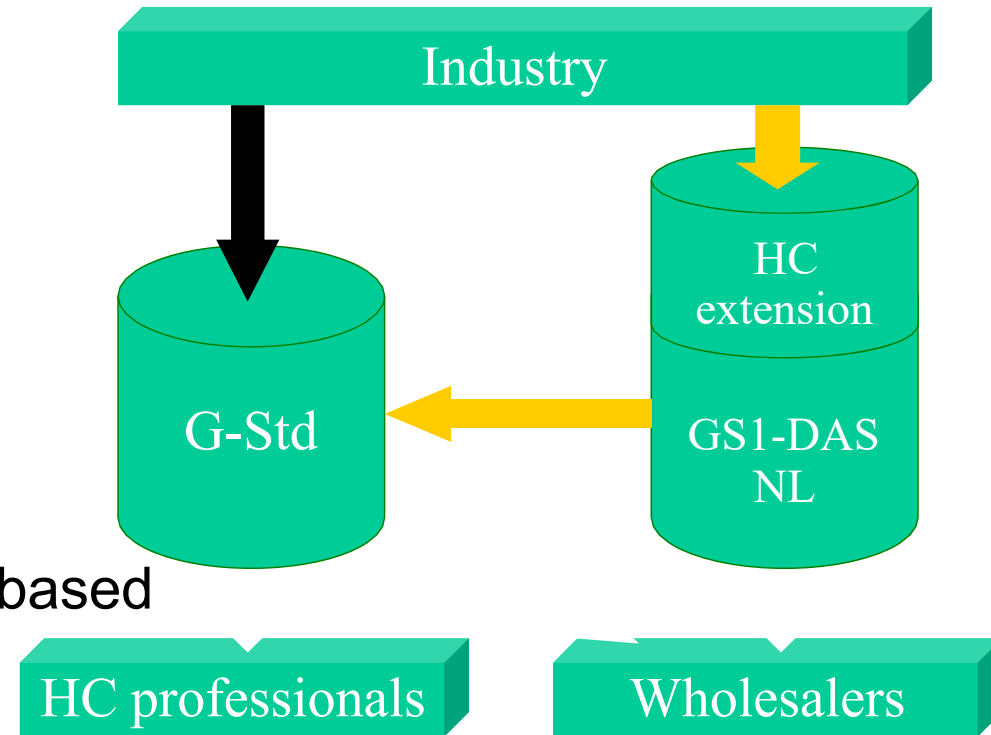 Industry
HC
extension
G-Std
GS1-DAS
NL
based
HC professionals
Wholesalers